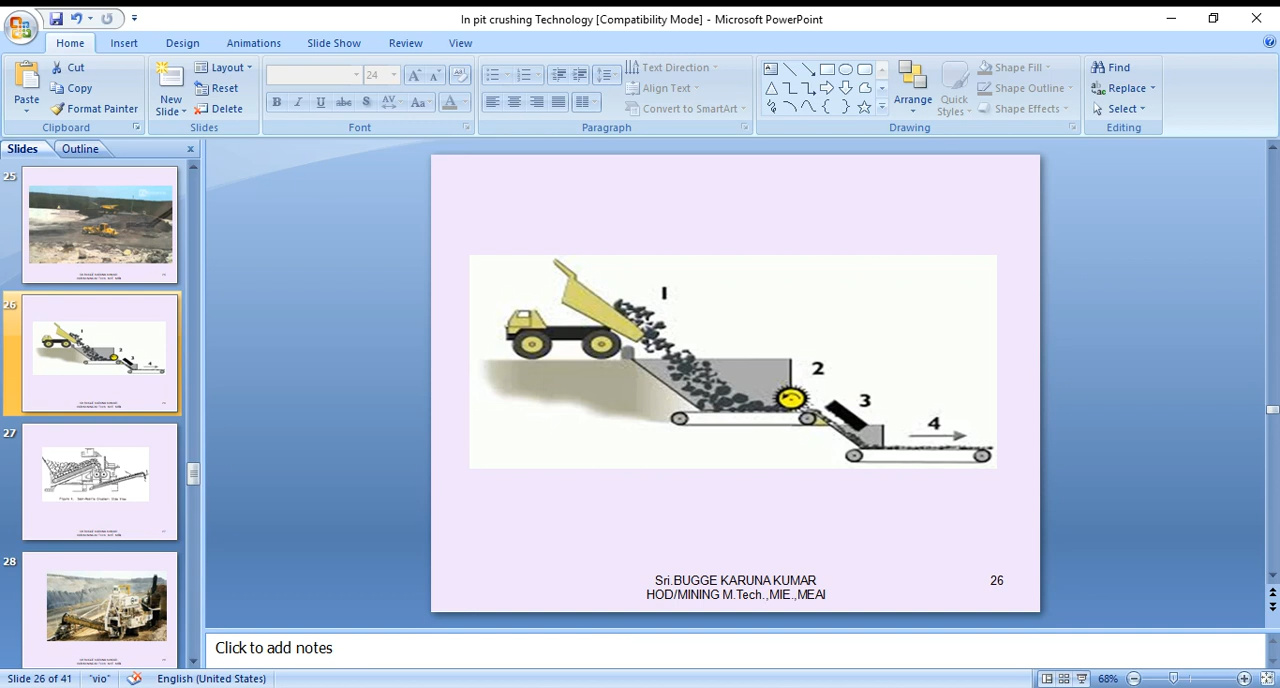 In pit crushing Technology [Compatibility Mode] - Microsoft PowerPoint
Home Insert Design Animations Slide Show Review View
Paste
Cut
Copy
Format Painter
Clipboard
New
Slide
Layout
Reset
Delete
Slides
24
B I U abc S AV Aa A
Font
Text Direction
Align Text
Convert to SmartArt
Paragraph
Arrange
Quick
Styles
Shape Fill
Shape Outline
Shape Effects
Drawing
Find
Replace
Select
Editing
Slides Outline
25
26
27
28
1
2
3
4
Sri.BUGGE KARUNA KUMAR
HOD/MINING M.Tech.,MIE.,MEAI
26
Click to add notes
Slide 26 of 41 "vio" English (United States) 68%